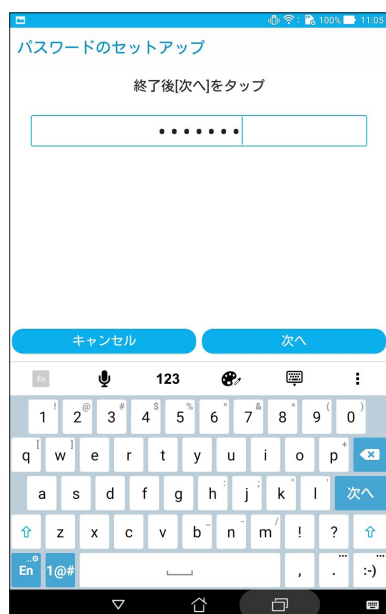 100% 11:05
パスワードのセットアップ
終了後[次へ]をタップ
•••••••
キャンセル 次へ
En 123
1 ! 2 @ 3 # 4 $ 5 % 6 ^ 7 & 8 * 9 ( 0 )
q [ w ] e r t y u i o p ÷
a s d f g h : j ; k " l ' 次へ
z x c v b _ n - m / ! ?
En 1@# , . ... :-) ...